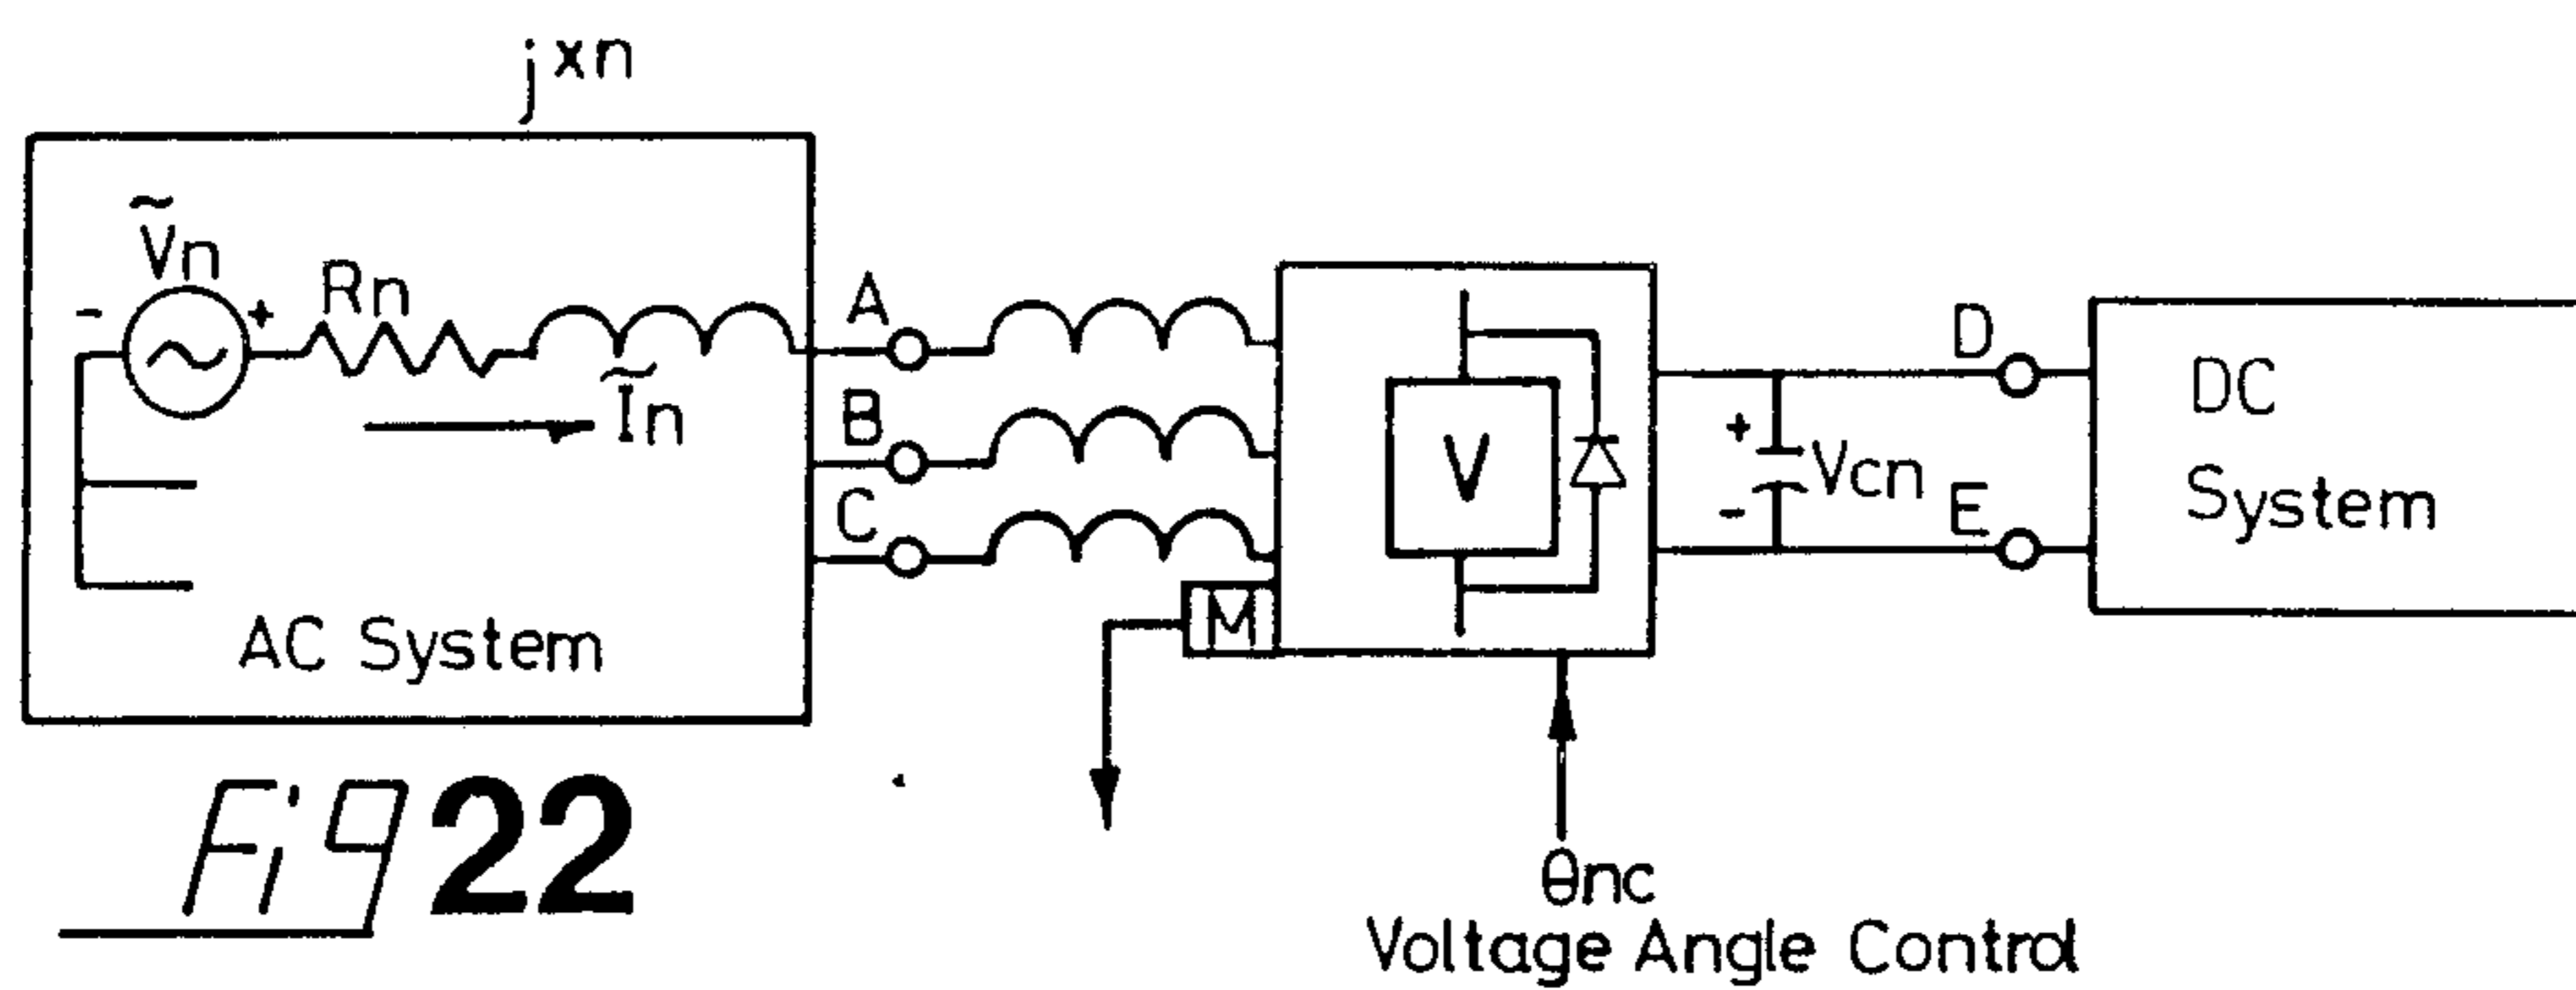 jxn
Ṽn
- + Rn
Ĩn
A
B
C
AC System
M
V
+
-
Vcn
D
E
DC
System
θnc
Voltage Angle Control
Fig 22